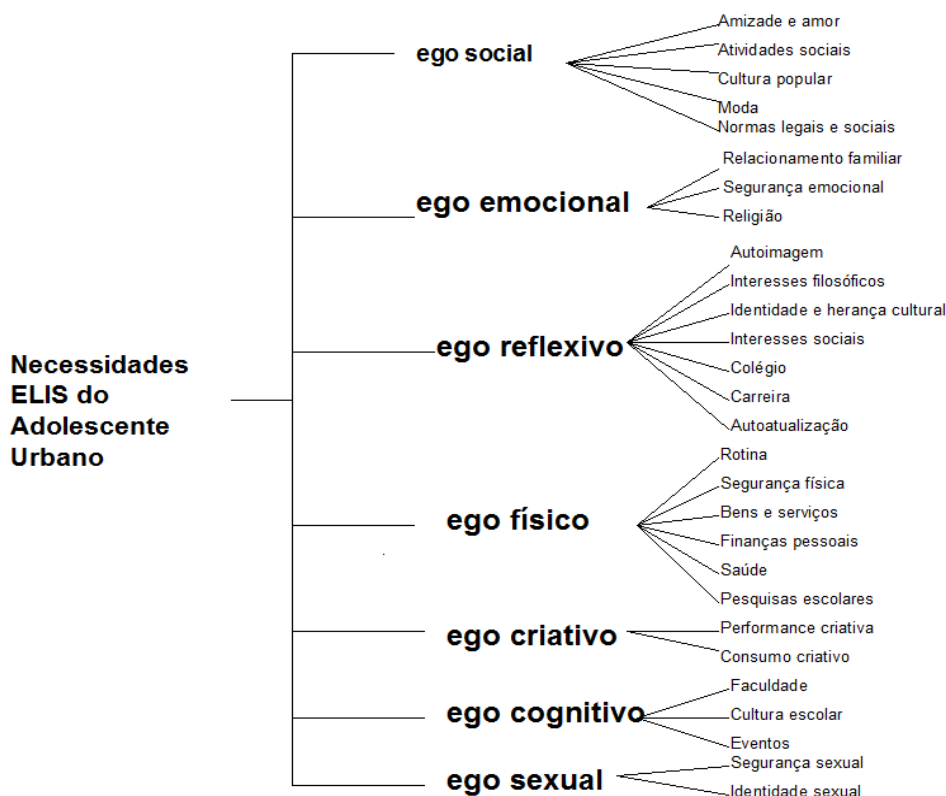 Necessidades
ELIS do
Adolescente
Urbano
ego social
Amizade e amor
Atividades sociais
Cultura popular
Moda
Normas legais e sociais
ego emocional
Relacionamento familiar
Segurança emocional
Religião
ego reflexivo
Autoimagem
Interesses filosóficos
Identidade e herança cultural
Interesses sociais
Colégio
Carreira
Autoatualização
ego físico
Rotina
Segurança física
Bens e serviços
Finanças pessoais
Saúde
Pesquisas escolares
ego criativo
Performance criativa
Consumo criativo
ego cognitivo
Faculdade
Cultura escolar
Eventos
ego sexual
Segurança sexual
Identidade sexual